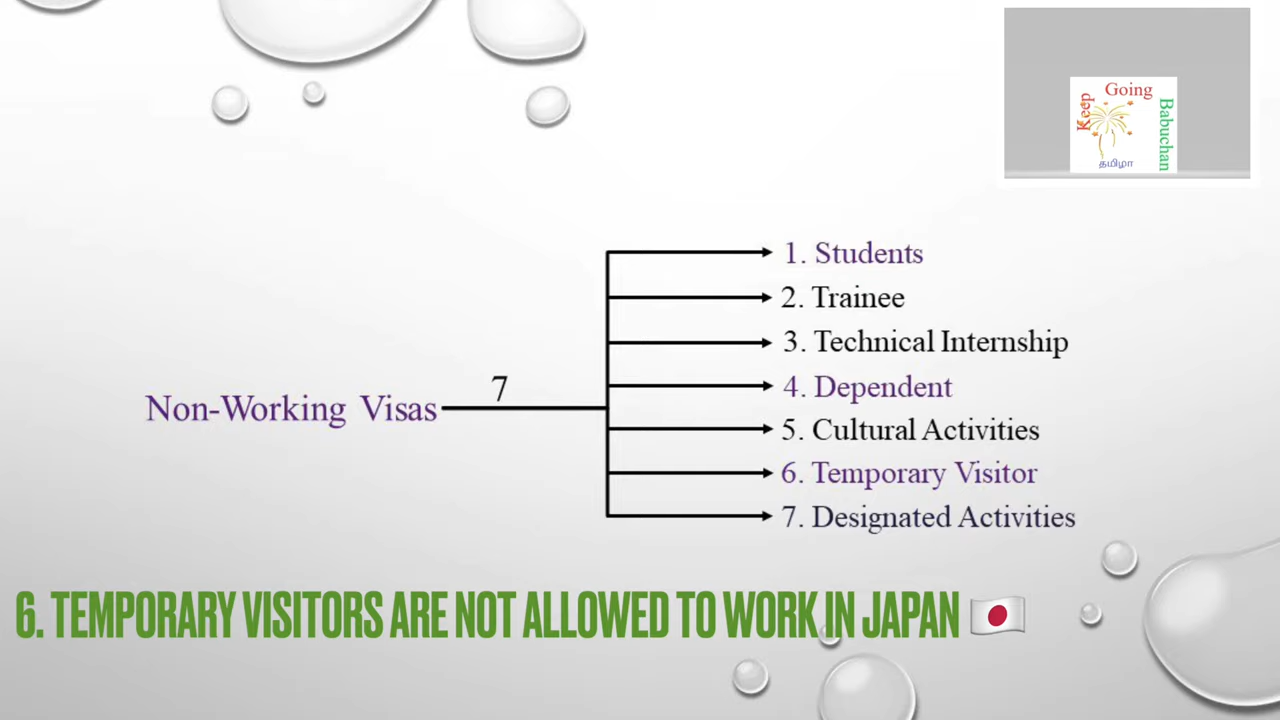 Keep
Going
Babuchan
தமிழா
1. Students
2. Trainee
3. Technical Internship
7
4. Dependent
Non-Working Visas
5. Cultural Activities
6. Temporary Visitor
7. Designated Activities
6. TEMPORARY VISITORS ARE NOT ALLOWED TO WORK IN JAPAN 🇯🇵